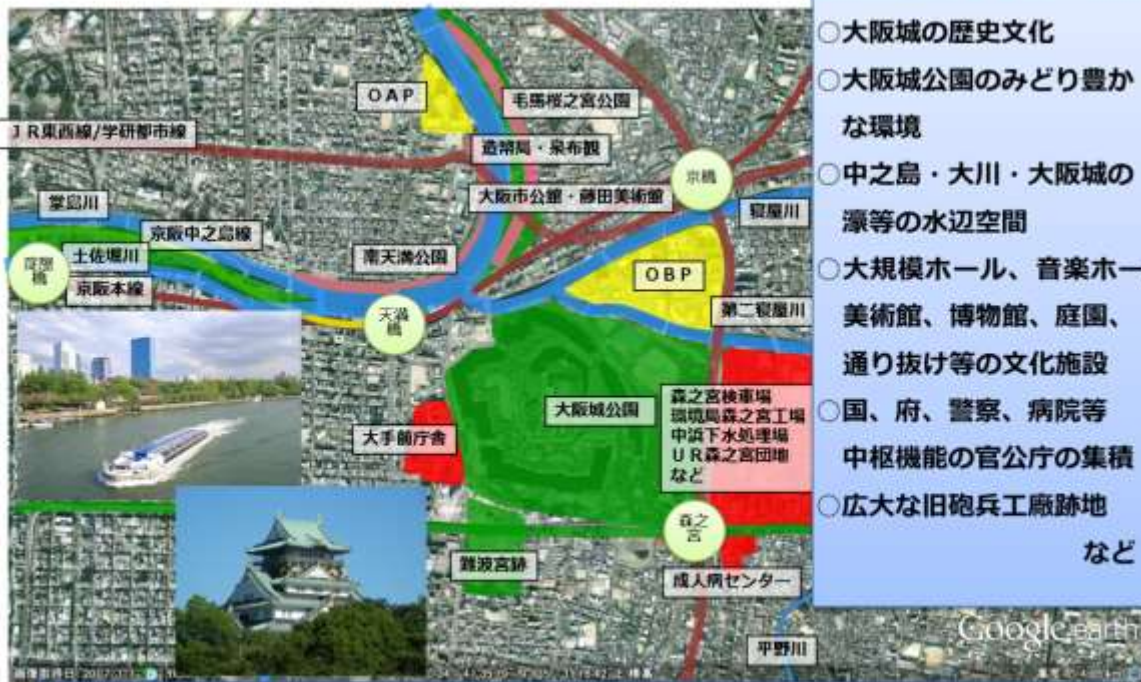 OAP
毛馬桜之宮公園
JR東西線/学研都市線
造幣局・泉布観
大阪市公館・藤田美術館
京橋
堂島川
京阪中之島線
寝屋川
土佐堀川
南天満公園
淀屋橋
京阪本線
OBP
天満橋
第二寝屋川
大阪城公園
森之宮検車場
環境局森之宮工場
中浜下水処理場
UR森之宮団地
など
大手前庁舎
森之宮
難波宮跡
成人病センター
平野川
Google earth
○大阪城の歴史文化
○大阪城公園のみどり豊か
な環境
○中之島・大川・大阪城の
濠等の水辺空間
○大規模ホール、音楽ホー
美術館、博物館、庭園、
通り抜け等の文化施設
○国、府、警察、病院等
中枢機能の官公庁の集積
○広大な旧砲兵工廠跡地
など